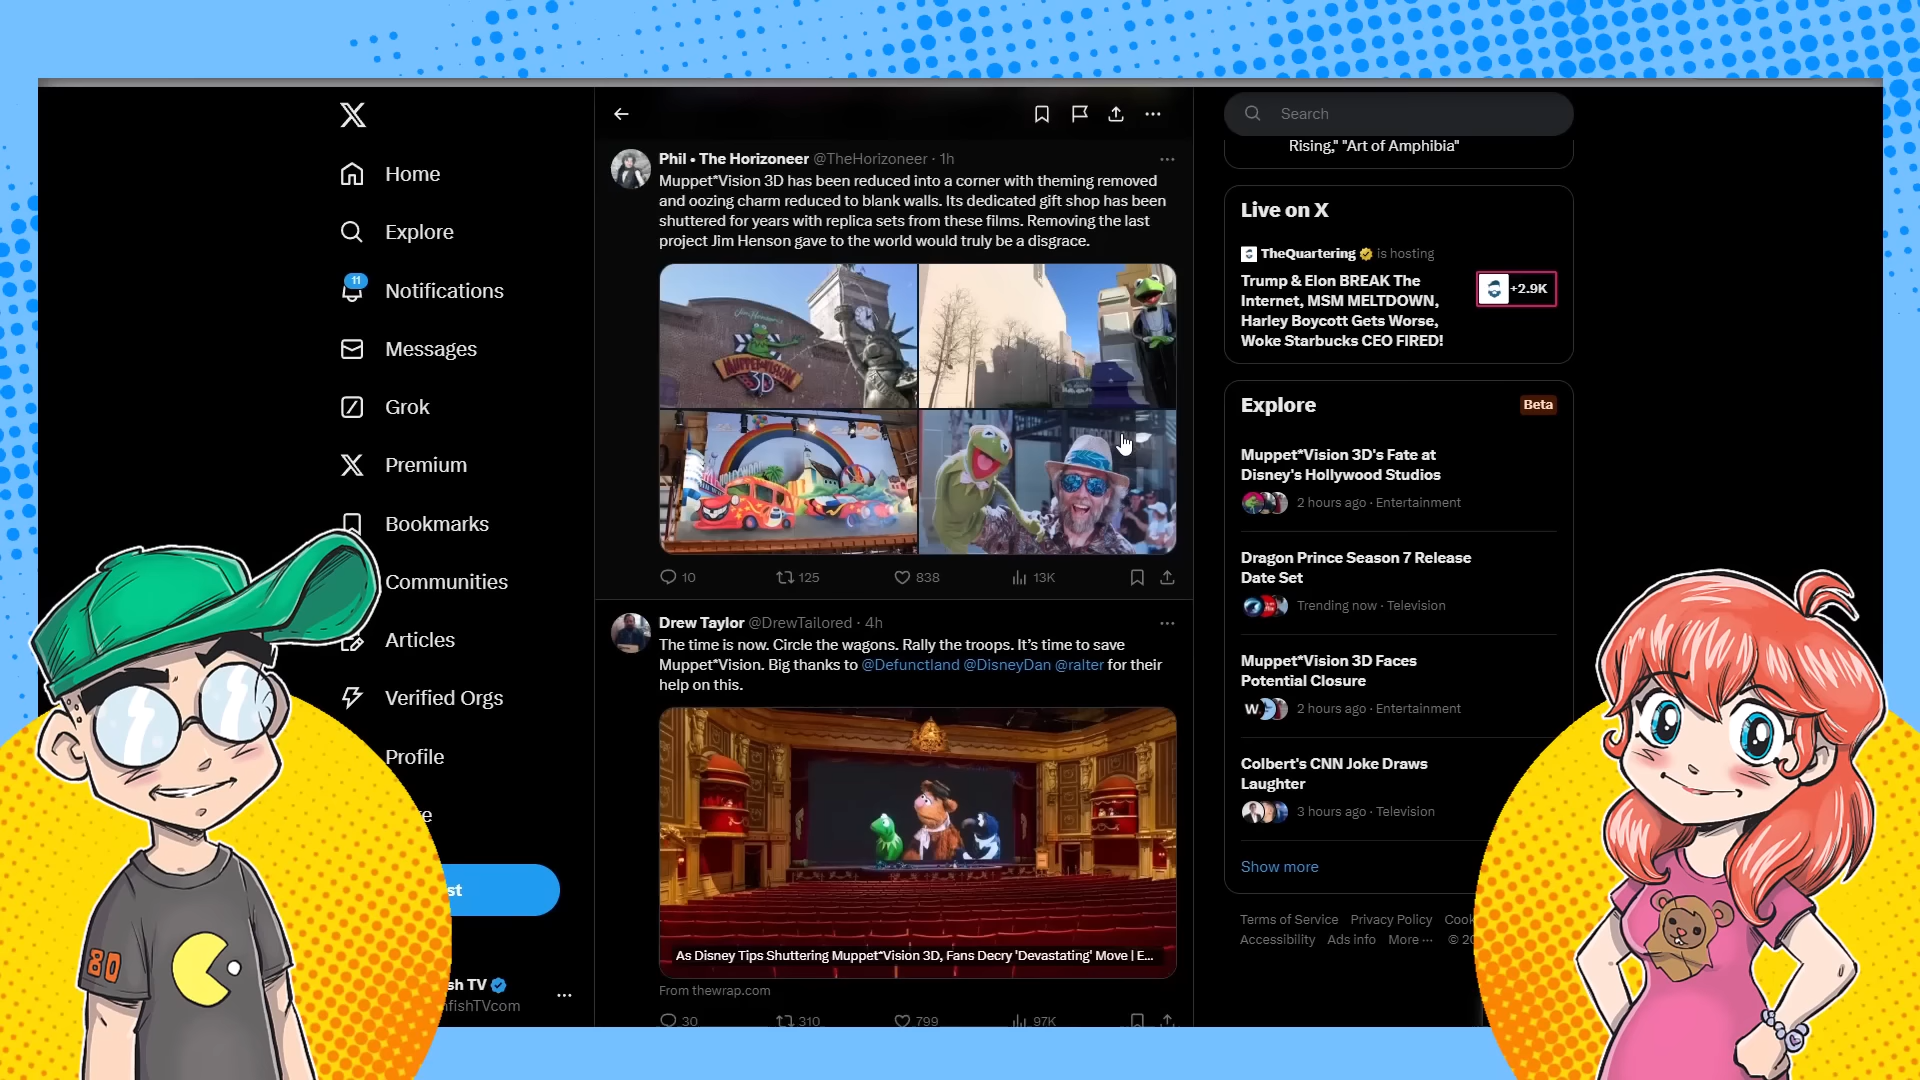 Home
Explore
11
Notifications
Messages
Grok
Premium
Bookmarks
Communities
Articles
Verified Orgs
Profile
80
Phil • The Horizoneer @TheHorizoneer · 1h
Muppet*Vision 3D has been reduced into a corner with theming removed
and oozing charm reduced to blank walls. Its dedicated gift shop has been
shuttered for years with replica sets from these films. Removing the last
project Jim Henson gave to the world would truly be a disgrace.
Jim Henson's
MUPPET*VISION
3D
10
125
838
13K
Drew Taylor @DrewTailored · 4h
The time is now. Circle the wagons. Rally the troops. It's time to save
Muppet*Vision. Big thanks to @Defunctland @DisneyDan @ralter for their
help on this.
As Disney Tips Shuttering Muppet*Vision 3D, Fans Decry 'Devastating' Move | E...
From thewrap.com
30
310
799
97K
Search
Rising," "Art of Amphibia"
Live on X
TheQuartering is hosting
Trump & Elon BREAK The
Internet, MSM MELTDOWN,
Harley Boycott Gets Worse,
Woke Starbucks CEO FIRED!
+2.9K
Explore
Beta
Muppet*Vision 3D's Fate at
Disney's Hollywood Studios
2 hours ago · Entertainment
Dragon Prince Season 7 Release
Date Set
Trending now · Television
Muppet*Vision 3D Faces
Potential Closure
W
2 hours ago · Entertainment
Colbert's CNN Joke Draws
Laughter
3 hours ago · Television
Show more
Terms of Service Privacy Policy
Accessibility Ads info More ··· ©
sh TV
fishTVcom